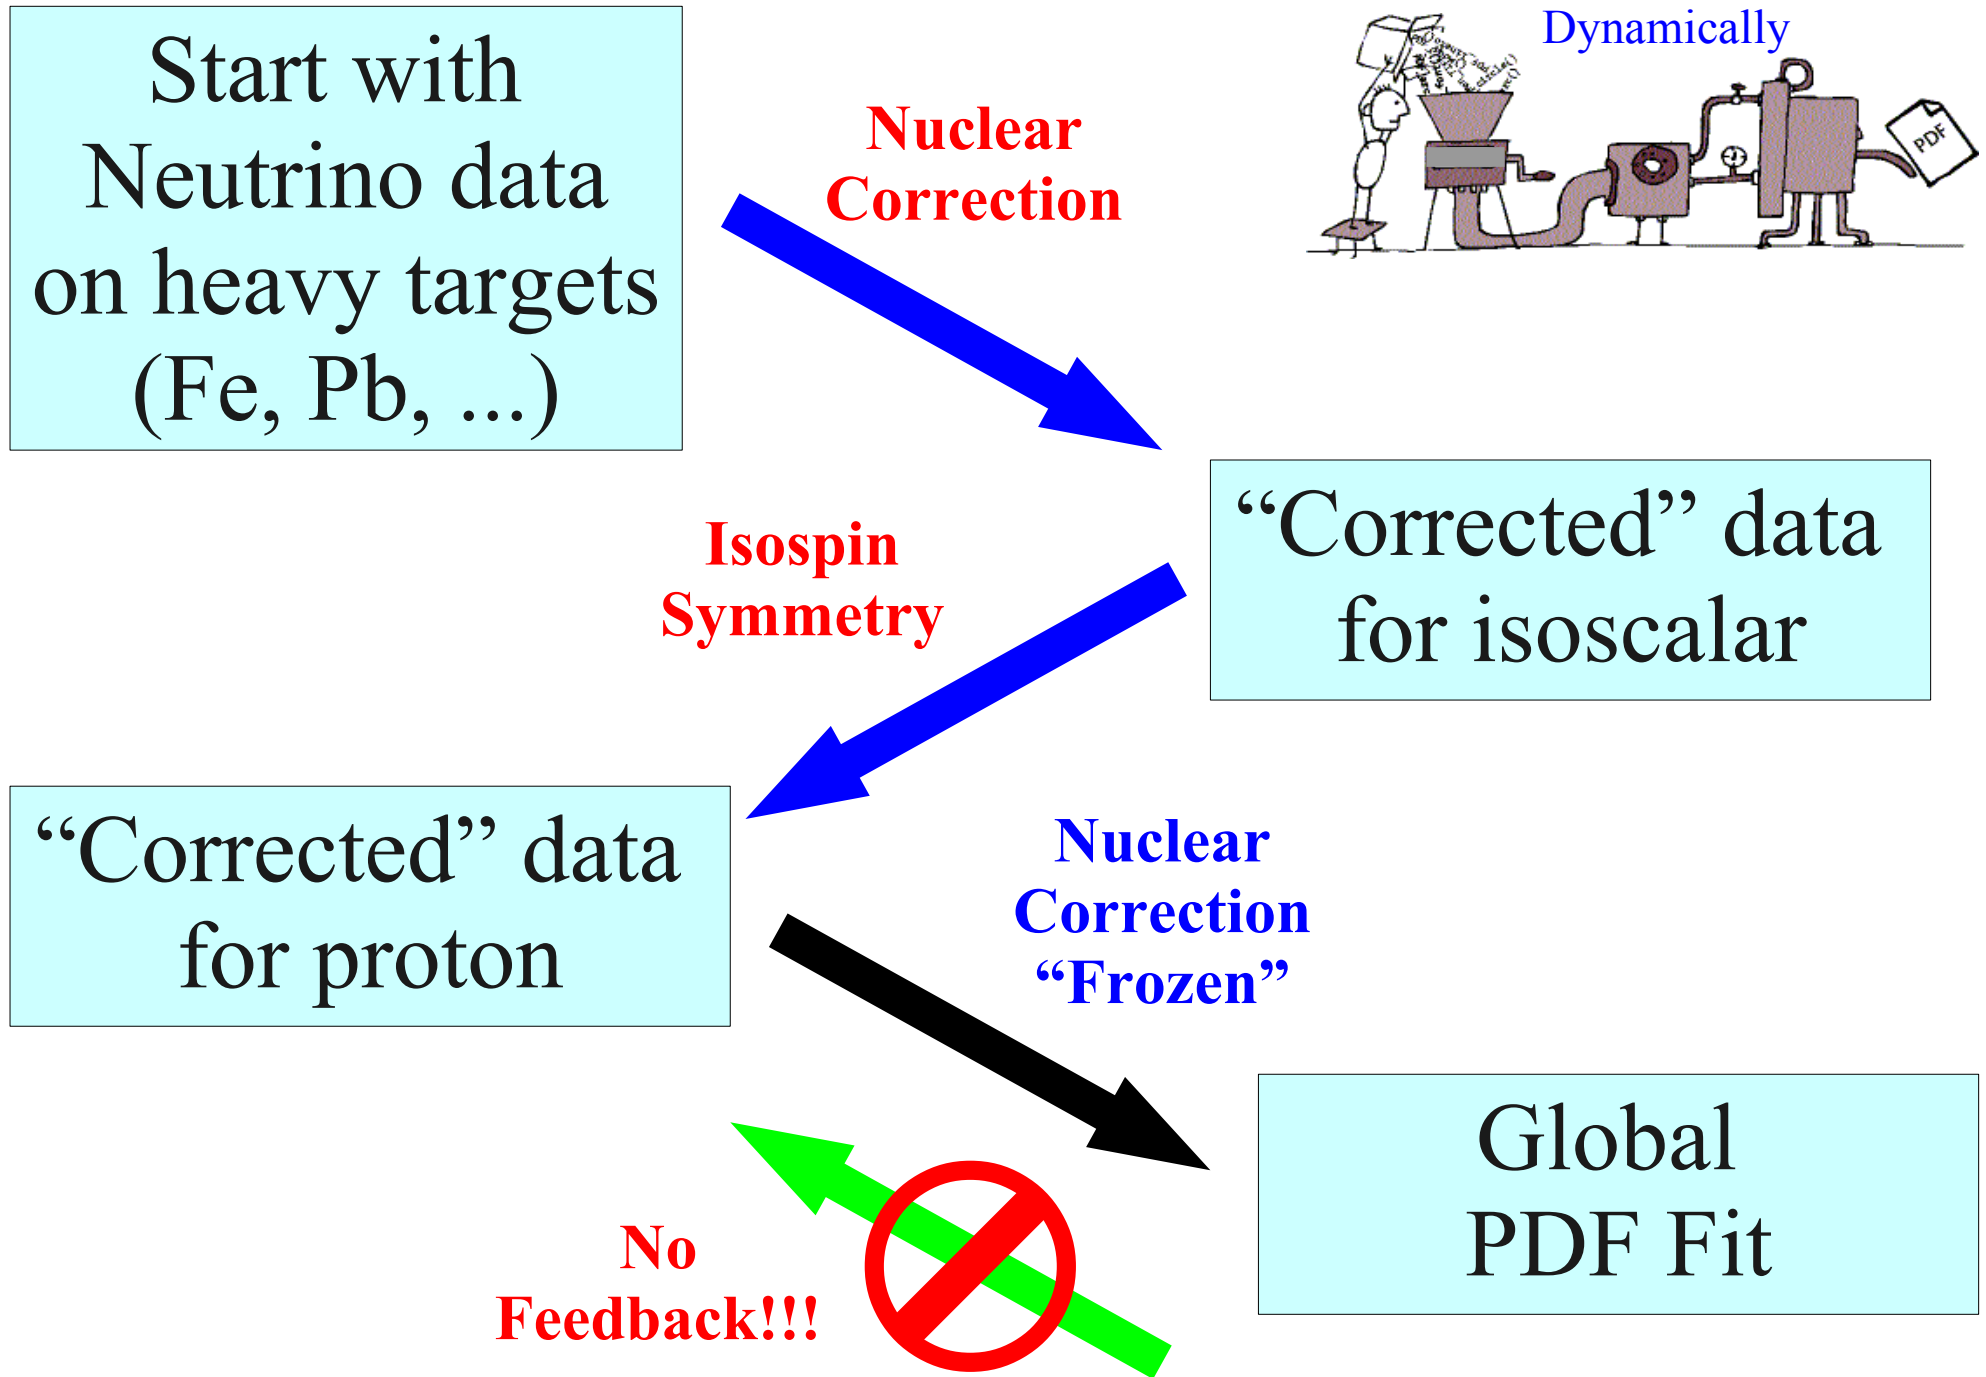 Start with
Neutrino data
on heavy targets
(Fe, Pb, ...)
Nuclear
Correction
Dynamically
PDF
“Corrected” data
for isoscalar
Isospin
Symmetry
“Corrected” data
for proton
Nuclear
Correction
“Frozen”
Global
PDF Fit
No
Feedback!!!